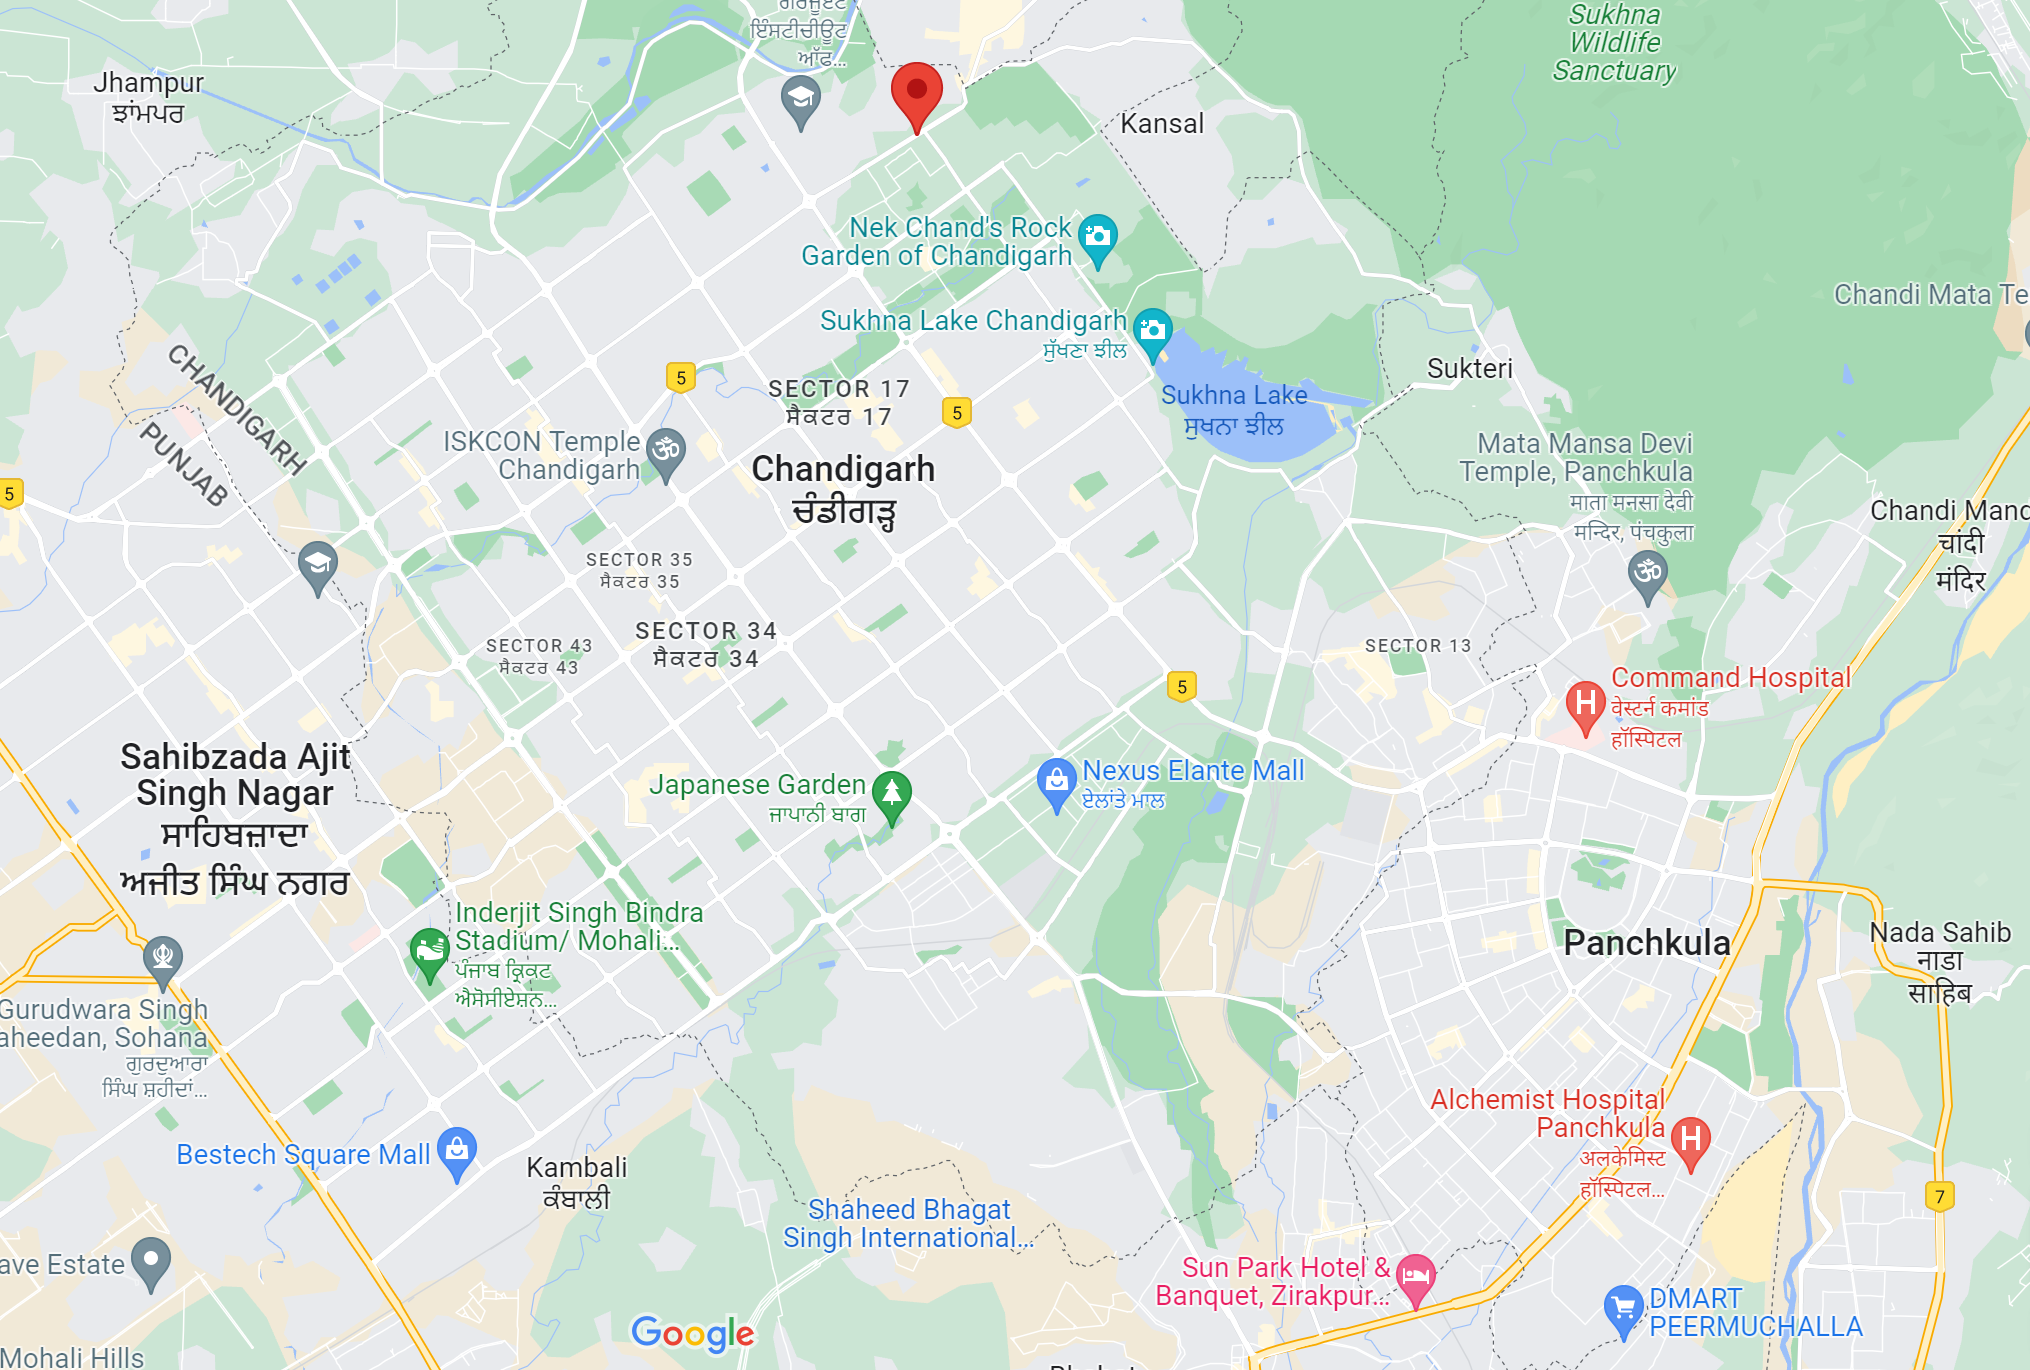 ਗਰੈਜੂਏਟ
ਇੰਸਟੀਚੀਊਟ
ਆੱਫ...
Sukhna
Wildlife
Sanctuary
Jhampur
ਝਾਂਮਪਰ
Kansal
Nek Chand's Rock
Garden of Chandigarh
Sukhna Lake Chandigarh
ਸੁੱਖਣਾ ਝੀਲ
Chandi Mata Te
Sukteri
Sukhna Lake
ਸੁਖਨਾ ਝੀਲ
CHANDIGARH
PUNJAB
5
SECTOR 17
ਸੈਕਟਰ 17
5
ISKCON Temple
Chandigarh
Chandigarh
ਚੰਡੀਗੜ੍ਹ
Mata Mansa Devi
Temple, Panchkula
माता मनसा देवी
मन्दिर, पंचकुला
5
Chandi Mand
चांदी
मंदिर
SECTOR 35
ਸੈਕਟਰ 35
SECTOR 34
ਸੈਕਟਰ 34
SECTOR 43
ਸੈਕਟਰ 43
SECTOR 13
5
Command Hospital
वेस्टर्न कमांड
हॉस्पिटल
Sahibzada Ajit
Singh Nagar
ਸਾਹਿਬਜ਼ਾਦਾ
ਅਜੀਤ ਸਿੰਘ ਨਗਰ
Japanese Garden
ਜਾਪਾਨੀ ਬਾਗ
Nexus Elante Mall
ਏਲਾਂਤੇ ਮਾਲ
Inderjit Singh Bindra
Stadium/ Mohali...
ਪੰਜਾਬ ਕ੍ਰਿਕਟ
ਐਸੋਸੀਏਸ਼ਨ...
Panchkula
Nada Sahib
नाडा
साहिब
Gurudwara Singh
aheedan, Sohana
ਗੁਰਦੁਆਰਾ
ਸਿੰਘ ਸ਼ਹੀਦਾਂ...
Bestech Square Mall
Kambali
ਕੰਬਾਲੀ
Alchemist Hospital
Panchkula
अलकेमिस्ट
हॉस्पिटल...
7
Shaheed Bhagat
Singh International...
ave Estate
Sun Park Hotel &
Banquet, Zirakpur...
DMART
PEERMUCHALLA
Google
Mohali Hills